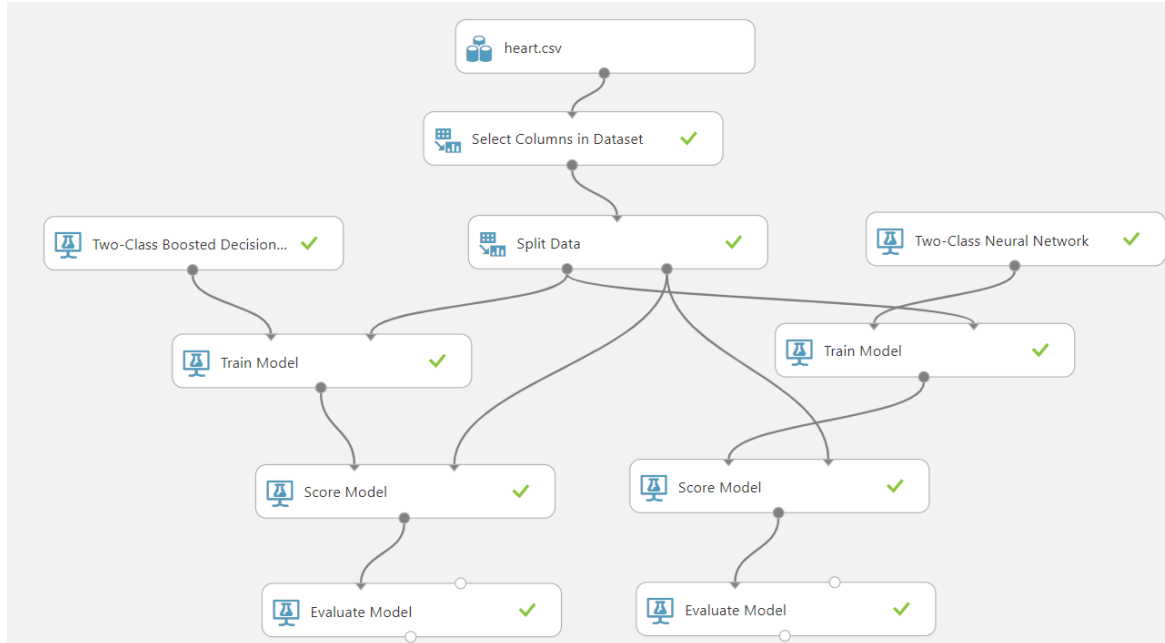 heart.csv
Select Columns in Dataset
Two-Class Boosted Decision...
Split Data
Two-Class Neural Network
Train Model
Train Model
Score Model
Score Model
Evaluate Model
Evaluate Model